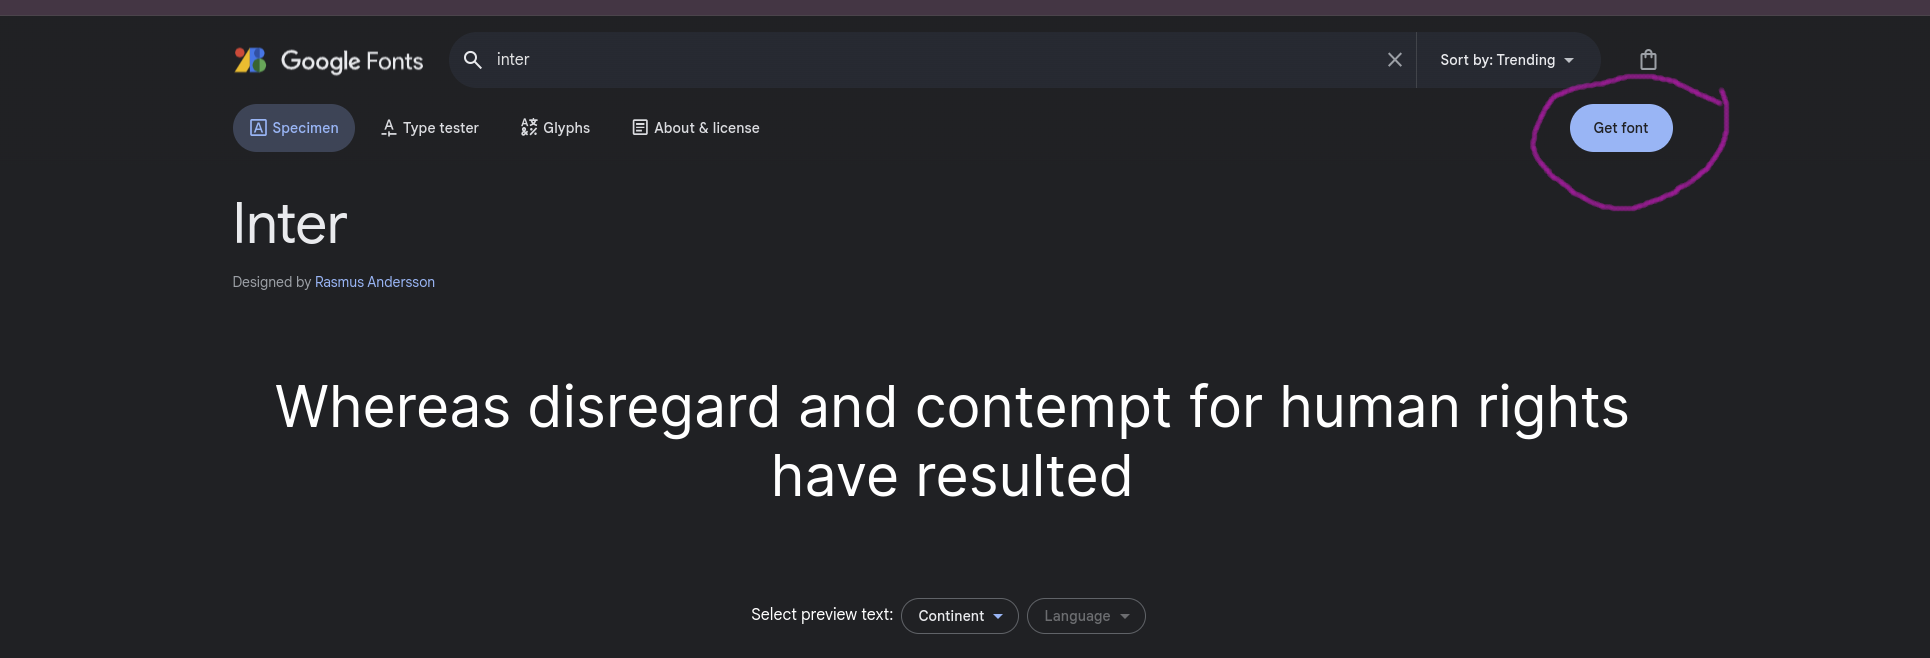 Google Fonts
inter
Sort by: Trending
Specimen
Type tester
Glyphs
About & license
Get font
Inter
Designed by Rasmus Andersson
Whereas disregard and contempt for human rights
have resulted
Select preview text:
Continent
Language